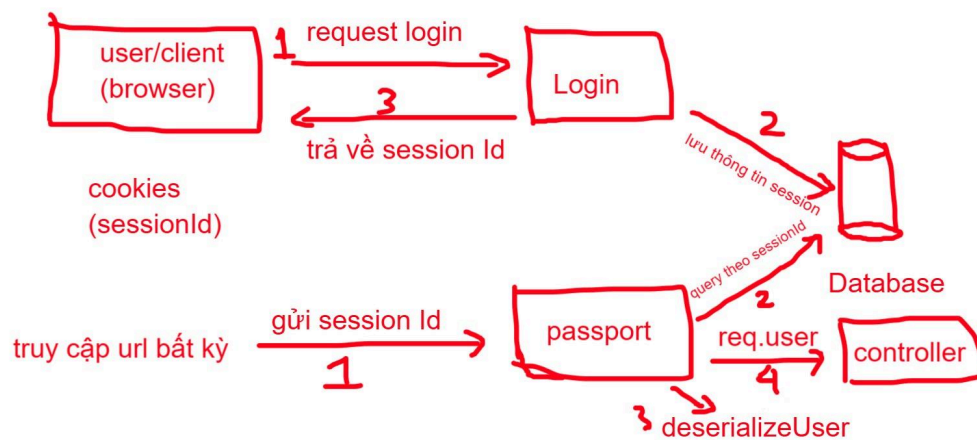 1
request login
user/client
(browser)
Login
3
2
trả về session Id
lưu thông tin session
cookies
(sessionId)
query theo sessionId
2
Database
truy cập url bất kỳ
gửi session Id
1
passport
req.user
4
controller
3 deserializeUser